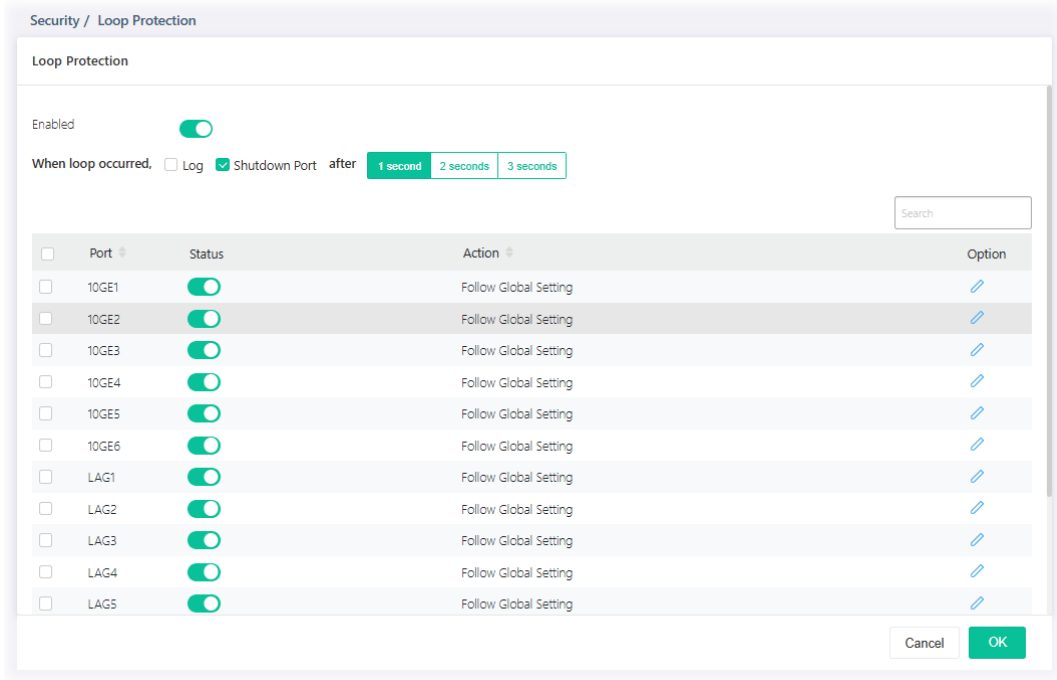 Security / Loop Protection
Loop Protection
Enabled
When loop occurred, Log Shutdown Port after 1 second 2 seconds 3 seconds
Search
Port Status Action Option
10GE1 Follow Global Setting
10GE2 Follow Global Setting
10GE3 Follow Global Setting
10GE4 Follow Global Setting
10GE5 Follow Global Setting
10GE6 Follow Global Setting
LAG1 Follow Global Setting
LAG2 Follow Global Setting
LAG3 Follow Global Setting
LAG4 Follow Global Setting
LAG5 Follow Global Setting
Cancel OK